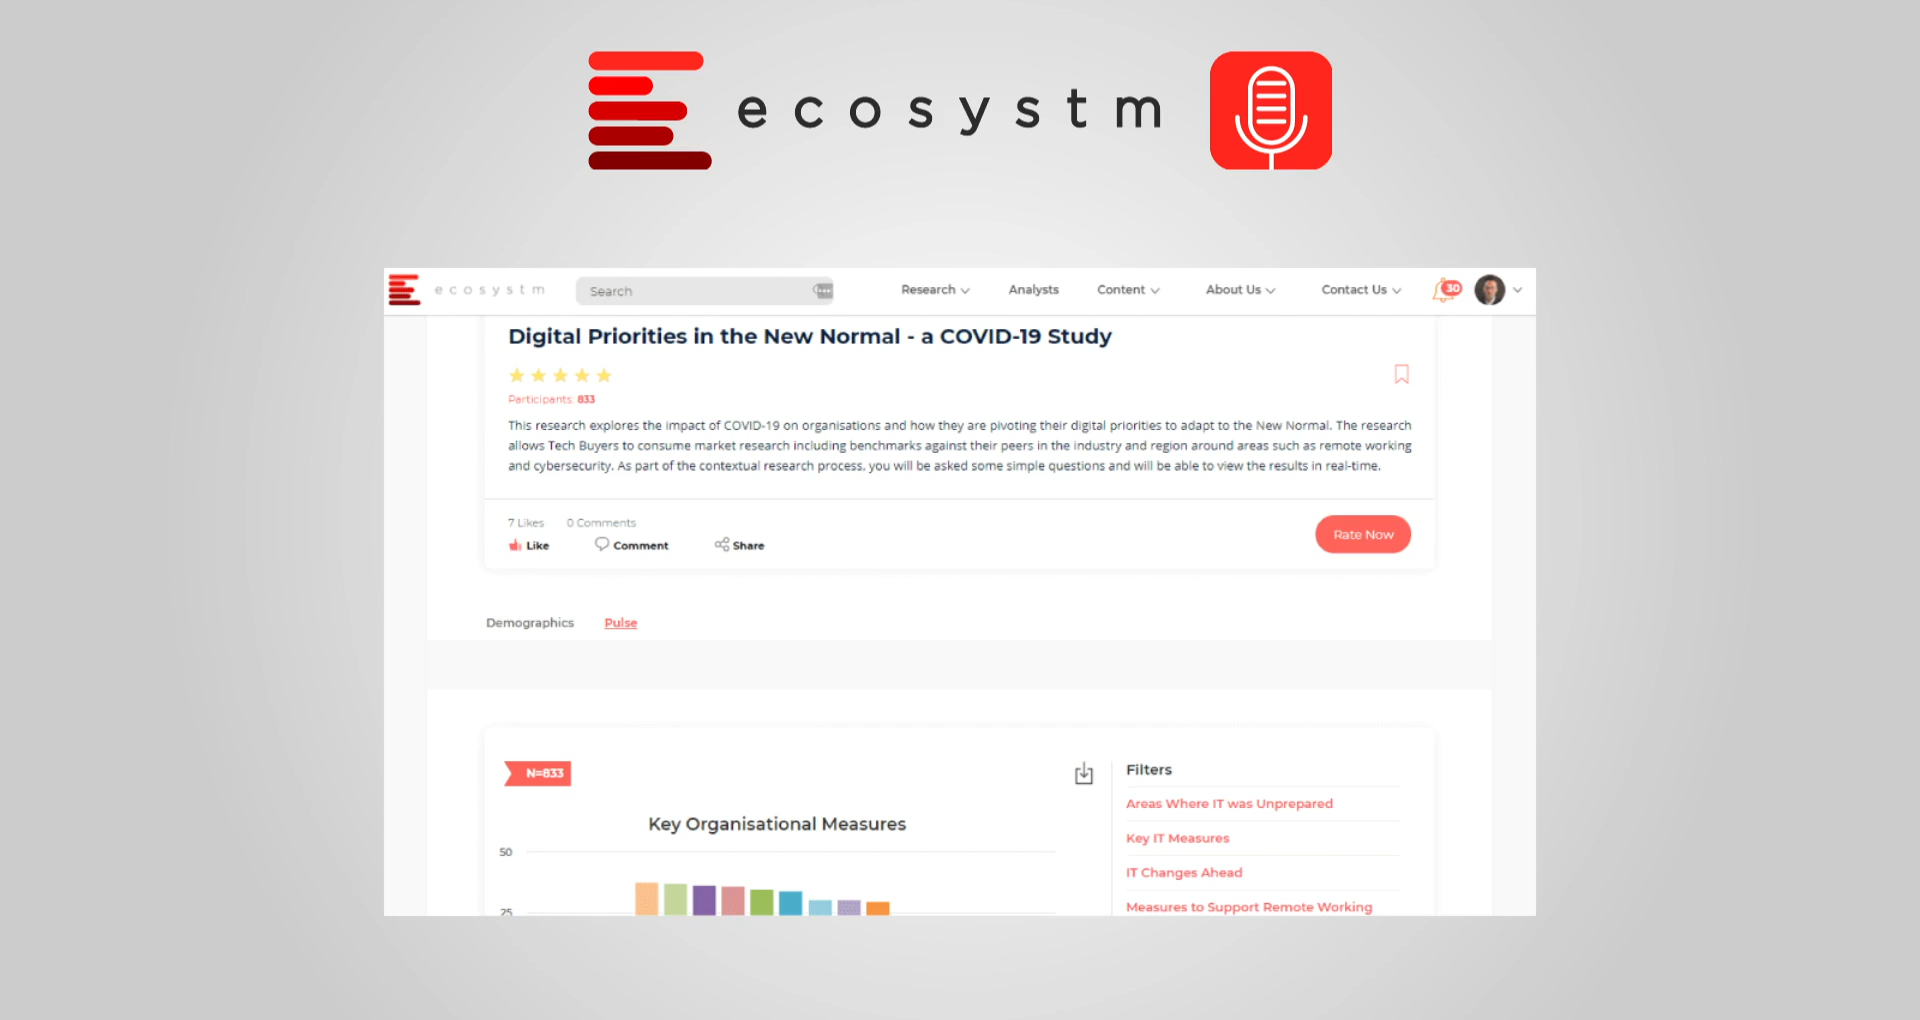 ecosystm
ecosystm
Search
Research
Analysts
Content
About Us
Contact Us
30
Digital Priorities in the New Normal - a COVID-19 Study
Participants: 833
This research explores the impact of COVID-19 on organisations and how they are pivoting their digital priorities to adapt to the New Normal. The research
allows Tech Buyers to consume market research including benchmarks against their peers in the industry and region around areas such as remote working
and cybersecurity. As part of the contextual research process, you will be asked some simple questions and will be able to view the results in real-time.
7 Likes
0 Comments
Like
Comment
Share
Rate Now
Demographics
Pulse
N=833
Key Organisational Measures
50
25
Filters
Areas Where IT was Unprepared
Key IT Measures
IT Changes Ahead
Measures to Support Remote Working